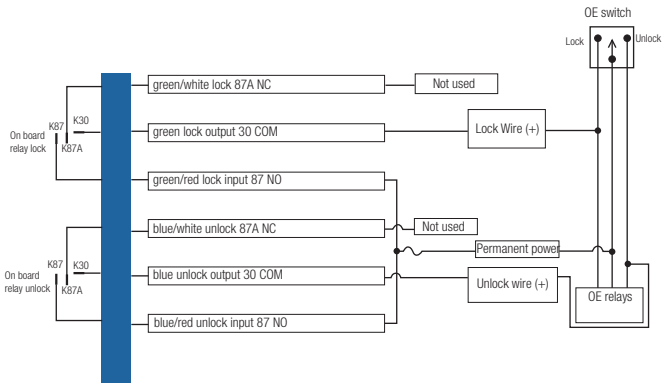 OE switch
Lock
Unlock
green/white lock 87A NC
Not used
K87
K30
On board
relay lock
K87A
green lock output 30 COM
Lock Wire (+)
green/red lock input 87 NO
blue/white unlock 87A NC
Not used
Permanent power
K87
K30
On board
relay unlock
K87A
blue unlock output 30 COM
Unlock wire (+)
OE relays
blue/red unlock input 87 NO